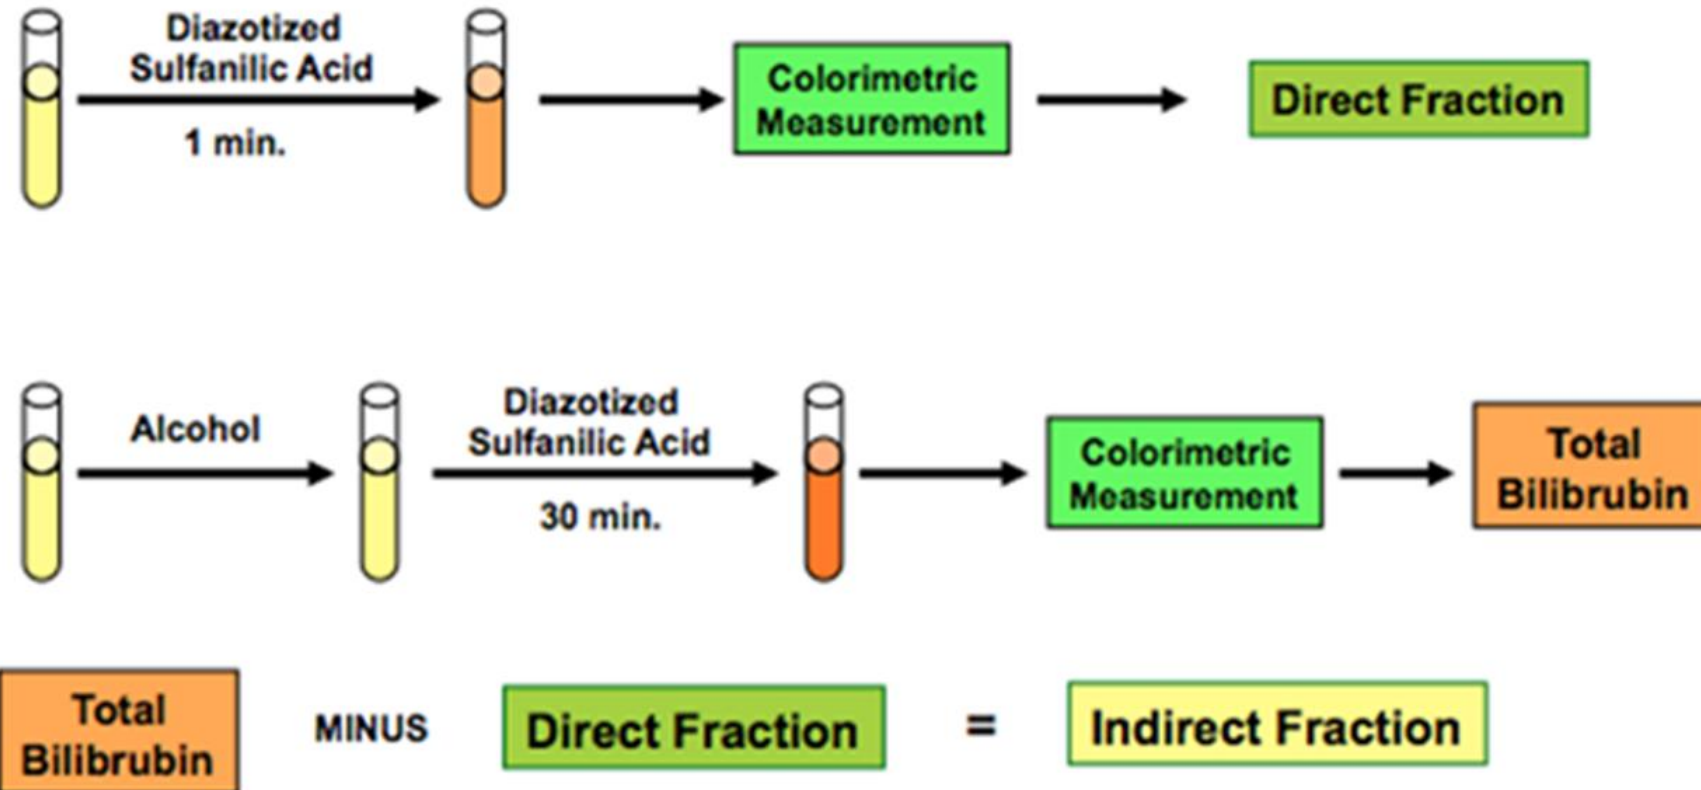 Diazotized
Sulfanilic Acid
1 min.
Colorimetric
Measurement
Direct Fraction
Alcohol
Diazotized
Sulfanilic Acid
30 min.
Colorimetric
Measurement
Total
Bilibrubin
Total
Bilibrubin
MINUS
Direct Fraction
=
Indirect Fraction